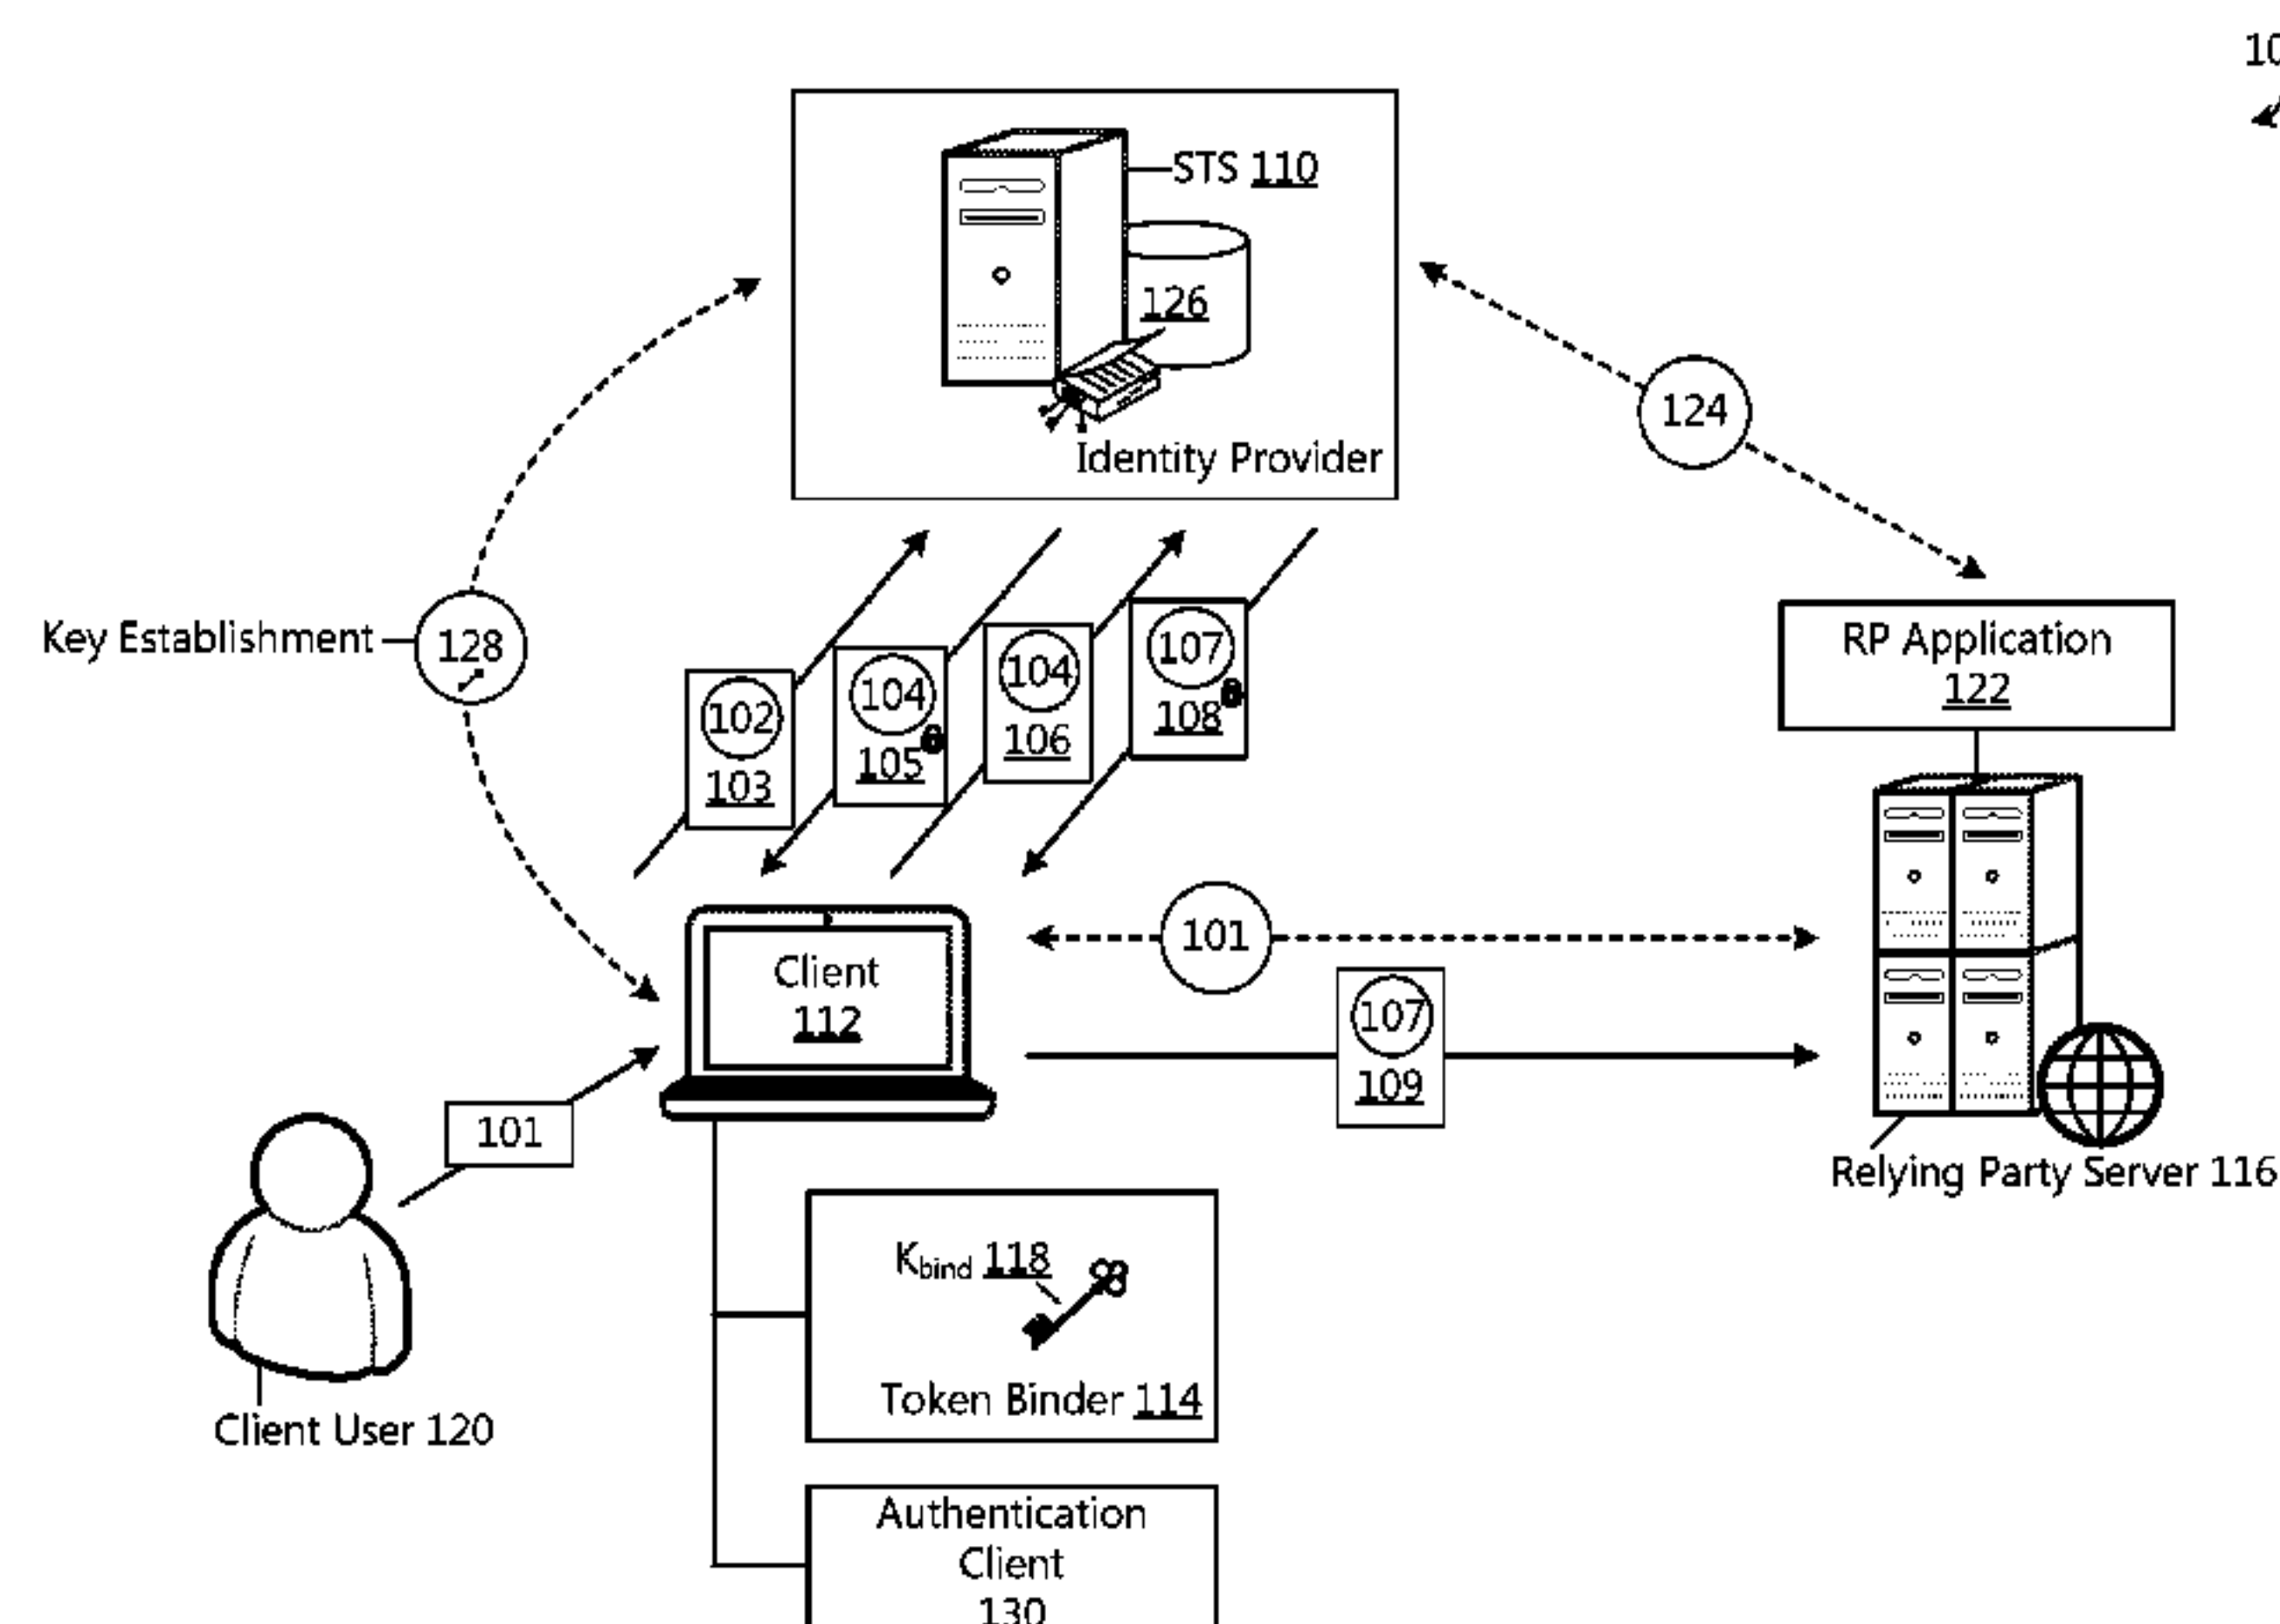 STS 110
126
Identity Provider
124
Key Establishment
128
RP Application
122
102
103
104
105
104
106
107
108
101
107
109
Client
112
101
Relying Party Server 116
Kbind 118
Token Binder 114
Client User 120
Authentication
Client
130